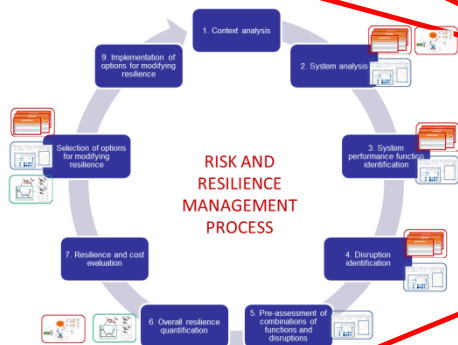 1. Context analysis
2. System analysis
3. System
performance function
identification
4. Disruption
identification
5. Pre-assessment of
combinations of
functions and
disruptions
6. Overall resilience
quantification
7. Resilience and cost
evaluation
Selection of options
for modifying
resilience
9. Implementation of
options for modifying
resilience
RISK AND
RESILIENCE
MANAGEMENT
PROCESS